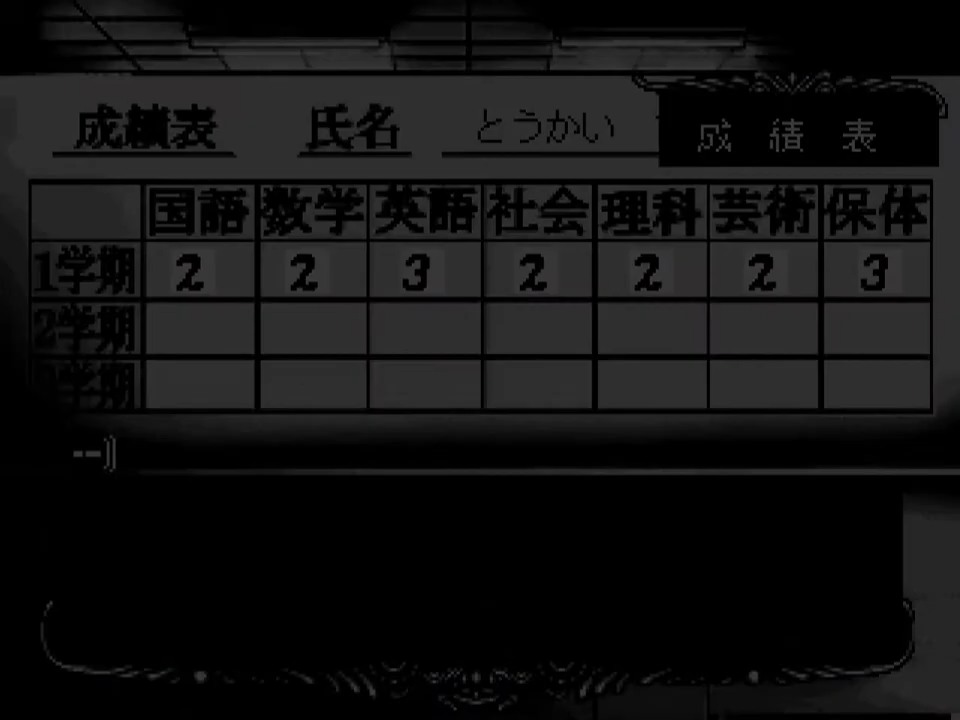 成績表 氏名 とうかい 成績表
国語 数学 英語 社会 理科 芸術 保体
1学期 2 2 3 2 2 2 3
2学期
3学期